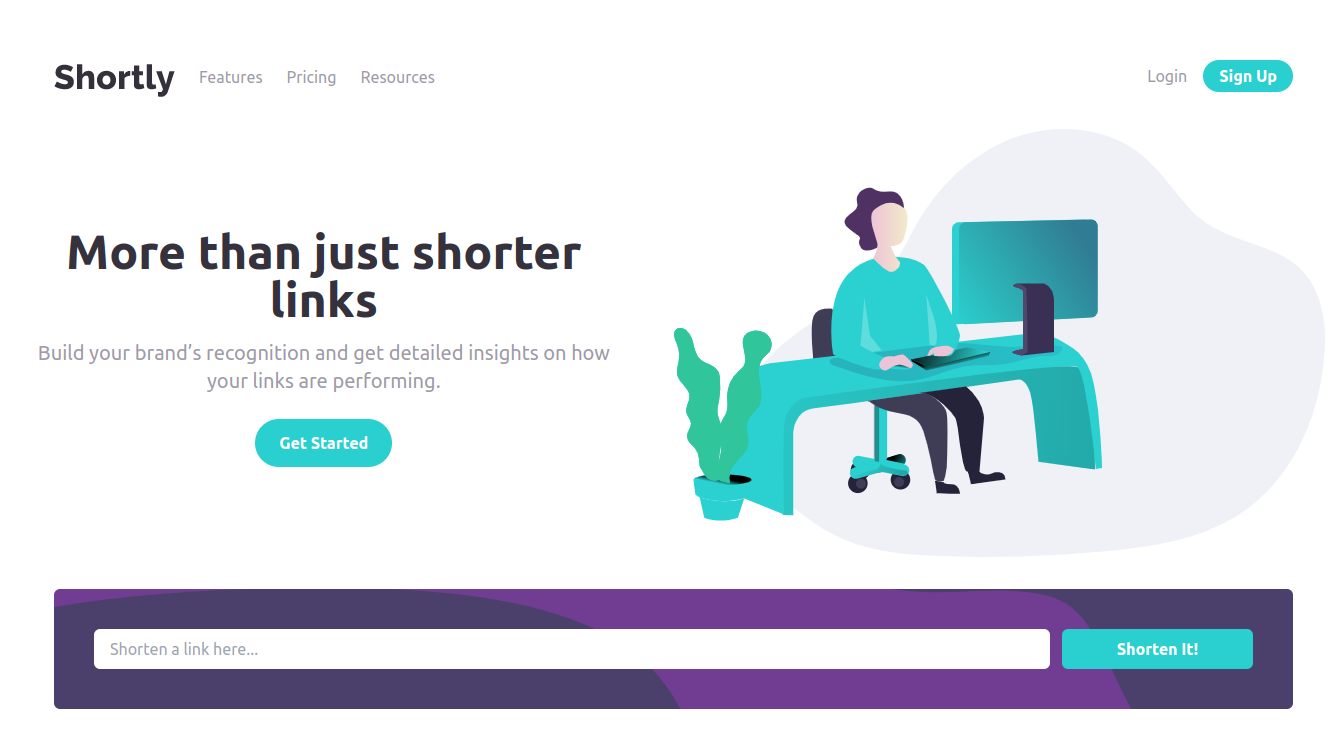 Shortly Features Pricing Resources Login Sign Up
More than just shorter
links
Build your brand’s recognition and get detailed insights on how
your links are performing.
Get Started
Shorten a link here... Shorten It!